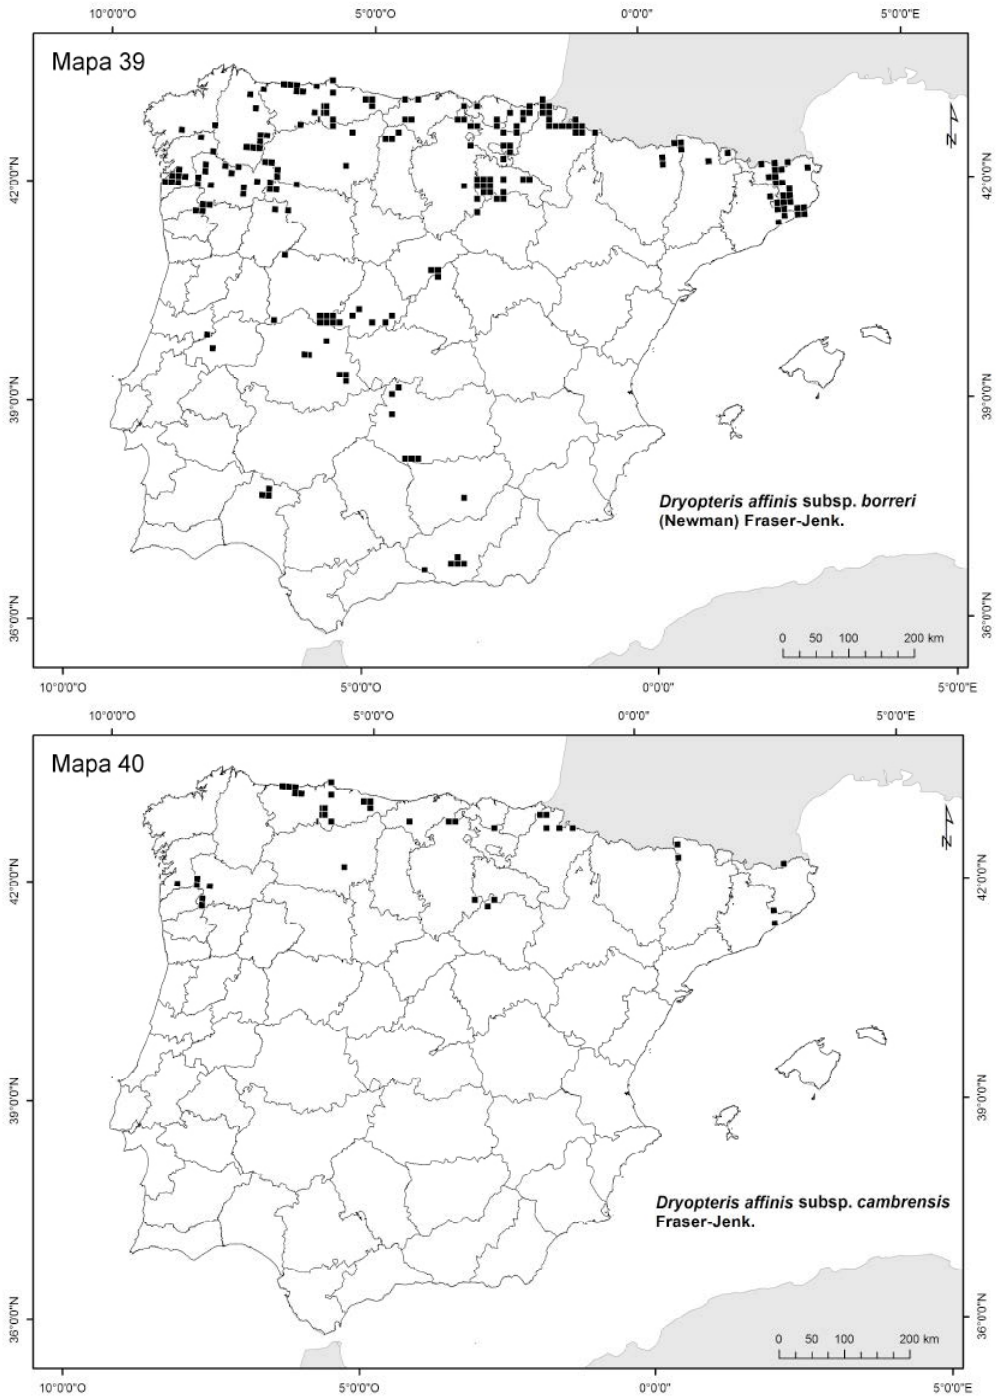 10°0'0"O 5°0'0"O 0°0'0" 5°0'0"E
Mapa 39
42°0'0"N 42°0'0"N
N
39°0'0"N 39°0'0"N
Dryopteris affinis subsp. borreri
(Newman) Fraser-Jenk.
36°0'0"N 36°0'0"N
0 50 100 200 km
10°0'0"O 5°0'0"O 0°0'0" 5°0'0"E
10°0'0"O 5°0'0"O 0°0'0" 5°0'0"E
Mapa 40
N
42°0'0"N 42°0'0"N
39°0'0"N 39°0'0"N
Dryopteris affinis subsp. cambrensis
Fraser-Jenk.
36°0'0"N 36°0'0"N
0 50 100 200 km
10°0'0"O 5°0'0"O 0°0'0" 5°0'0"E